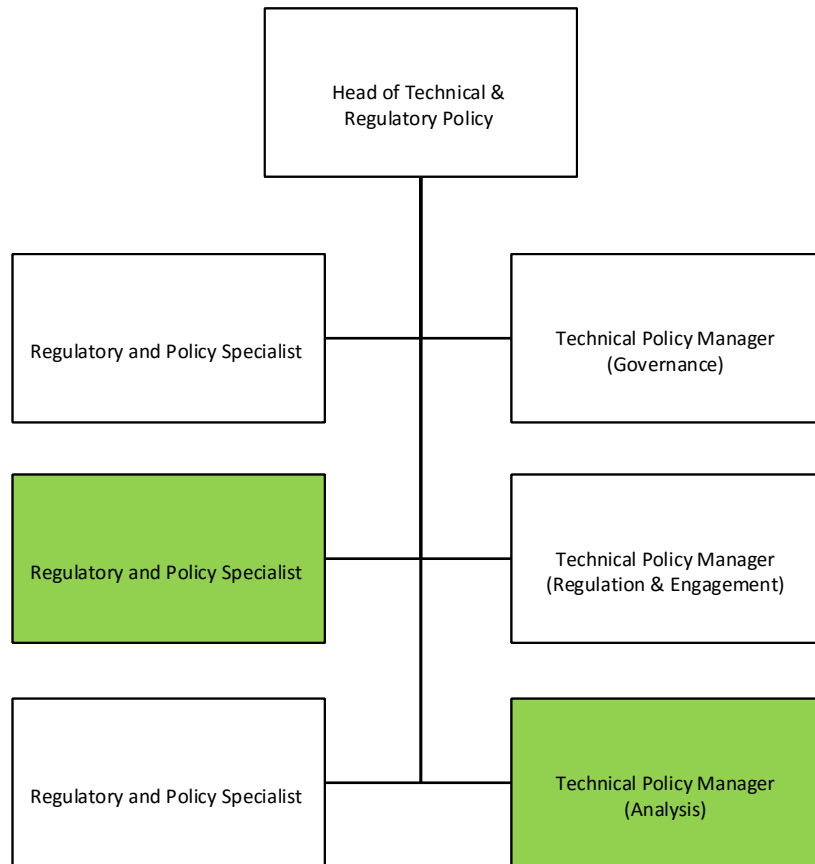 Head of Technical &
Regulatory Policy
Regulatory and Policy Specialist
Technical Policy Manager
(Governance)
Regulatory and Policy Specialist
Technical Policy Manager
(Regulation & Engagement)
Regulatory and Policy Specialist
Technical Policy Manager
(Analysis)